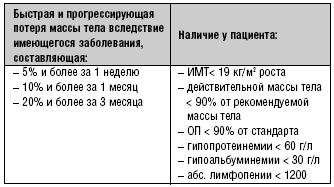 Быстрая и прогрессирующая
потеря массы тела вследствие
имеющегося заболевания,
составляющая:
Наличие у пациента:
– 5% и более за 1 неделю
– 10% и более за 1 месяц
– 20% и более за 3 месяца
– ИМТ< 19 кг/м² роста
– действительной массы тела
< 90% от рекомендуемой
массы тела
– ОП < 90% от стандарта
– гипопротеинемии < 60 г/л
– гипоальбуминемии < 30 г/л
– абс. лимфопении < 1200